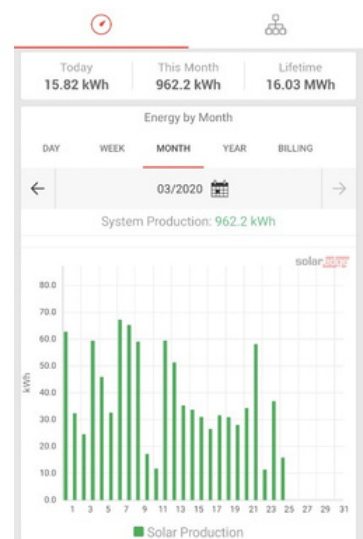 Today This Month Lifetime
15.82 kWh 962.2 kWh 16.03 MWh
Energy by Month
DAY WEEK MONTH YEAR BILLING
03/2020
System Production: 962.2 kWh
solar
80.0
70.0
60.0
50.0
40.0
30.0
20.0
10.0
0.0
kWh
1 3 5 7 9 11 13 15 17 19 21 23 25 27 29 31
Solar Production